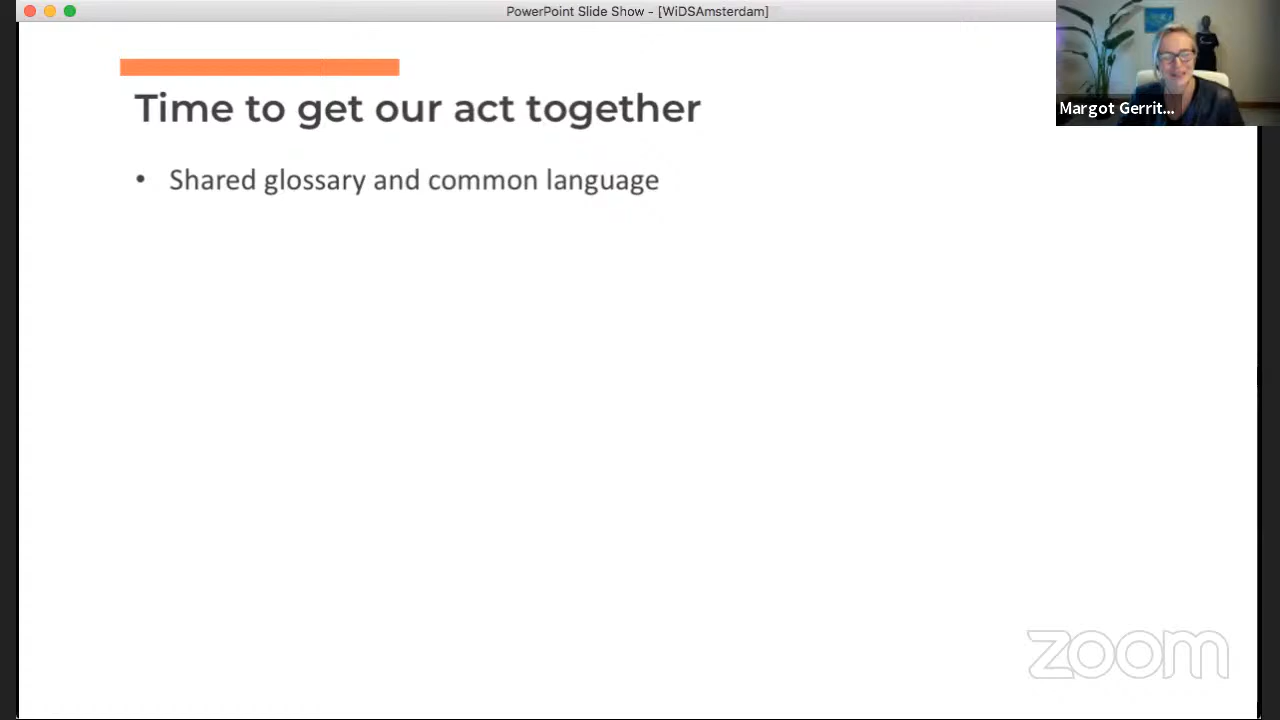 PowerPoint Slide Show - [WiDSAmsterdam]
Margot Gerrit...
Time to get our act together
• Shared glossary and common language
zoom